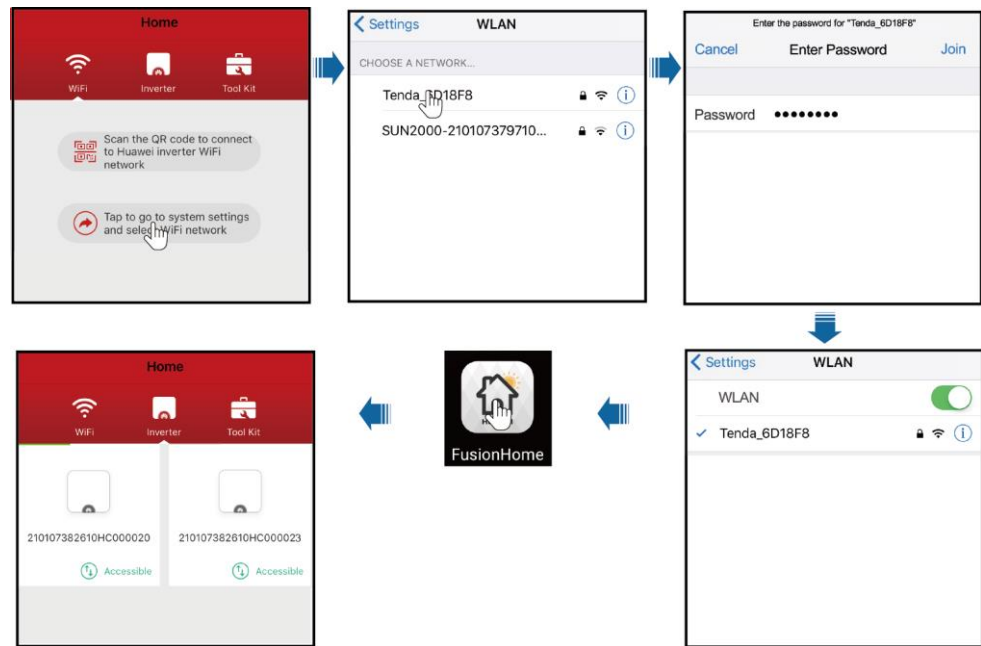 Home
WiFi
Inverter
Tool Kit
Scan the QR code to connect
to Huawei inverter WiFi
network
Tap to go to system settings
and select WiFi network
Settings
WLAN
CHOOSE A NETWORK...
Tenda_6D18F8
SUN2000-210107379710...
Enter the password for "Tenda_6D18F8"
Cancel
Enter Password
Join
Password ●●●●●●●●
Settings
WLAN
WLAN
Tenda_6D18F8
FusionHome
Home
WiFi
Inverter
Tool Kit
210107382610HC000020
210107382610HC000023
Accessible
Accessible